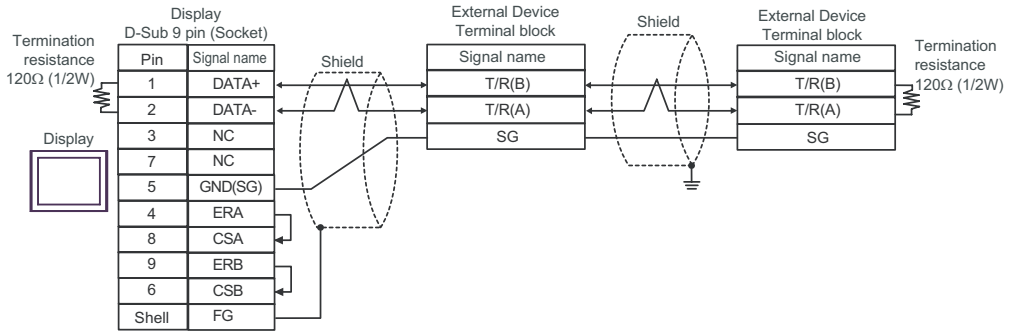 Display
D-Sub 9 pin (Socket)
Termination
resistance
120Ω (1/2W)
Pin Signal name
1 DATA+
2 DATA-
3 NC
7 NC
5 GND(SG)
4 ERA
8 CSA
9 ERB
6 CSB
Shell FG
Display
Shield
External Device
Terminal block
Signal name
T/R(B)
T/R(A)
SG
Shield
External Device
Terminal block
Signal name
T/R(B)
T/R(A)
SG
Termination
resistance
120Ω (1/2W)